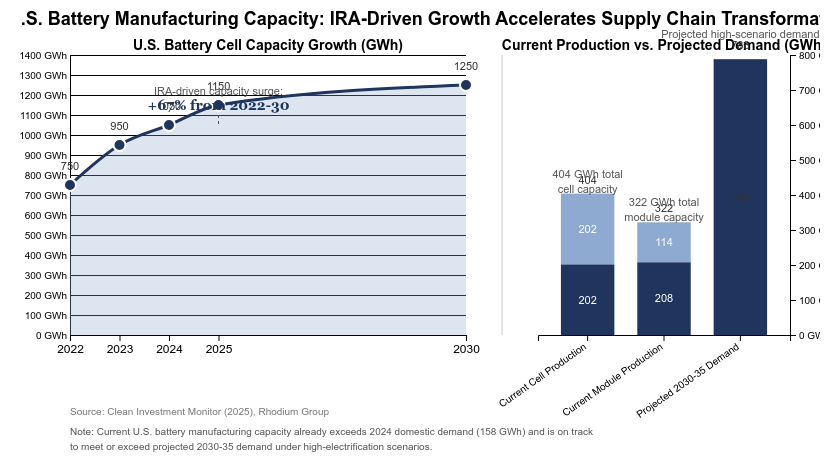 .S. Battery Manufacturing Capacity: IRA-Driven Growth Accelerates Supply Chain Transforma
Projected high-scenario demand
U.S. Battery Cell Capacity Growth (GWh)
Current Production vs. Projected Demand (GWh
1400 GWh
1300 GWh
1200 GWh
1100 GWh
1000 GWh
900 GWh
800 GWh
700 GWh
600 GWh
500 GWh
400 GWh
300 GWh
200 GWh
100 GWh
0 GWh
750
950
1150
1250
IRA-driven capacity surge:
+67% from 2022-30
2022
2023
2024
2025
2030
404 GWh total
cell capacity
404
202
202
322 GWh total
module capacity
322
114
208
800 G
700 G
600 G
500 G
400 G
300 G
200 G
100 G
0 GW
Current Cell Production
Current Module Production
Projected 2030-35 Demand
Source: Clean Investment Monitor (2025), Rhodium Group
Note: Current U.S. battery manufacturing capacity already exceeds 2024 domestic demand (158 GWh) and is on track
to meet or exceed projected 2030-35 demand under high-electrification scenarios.